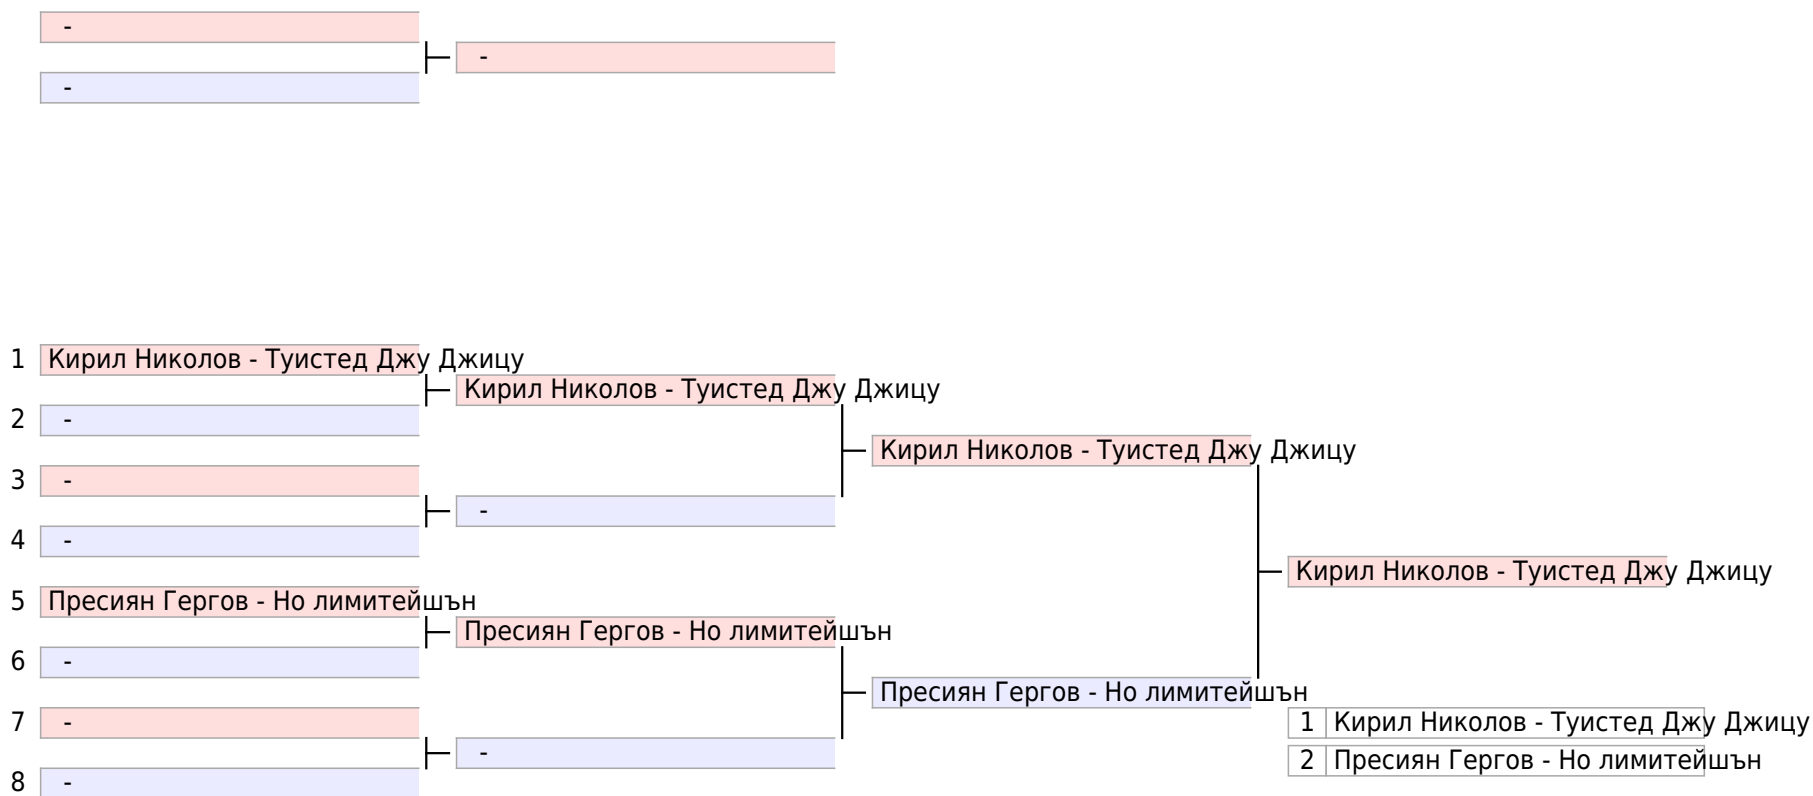 -
-
-
1 Кирил Николов - Туистед Джу Джицу
Кирил Николов - Туистед Джу Джицу
2 -
Кирил Николов - Туистед Джу Джицу
3 -
-
4 -
Кирил Николов - Туистед Джу Джицу
5 Пресиян Гергов - Но лимитейшън
Пресиян Гергов - Но лимитейшън
6 -
Пресиян Гергов - Но лимитейшън
7 -
1 Кирил Николов - Туистед Джу Джицу
-
2 Пресиян Гергов - Но лимитейшън
8 -